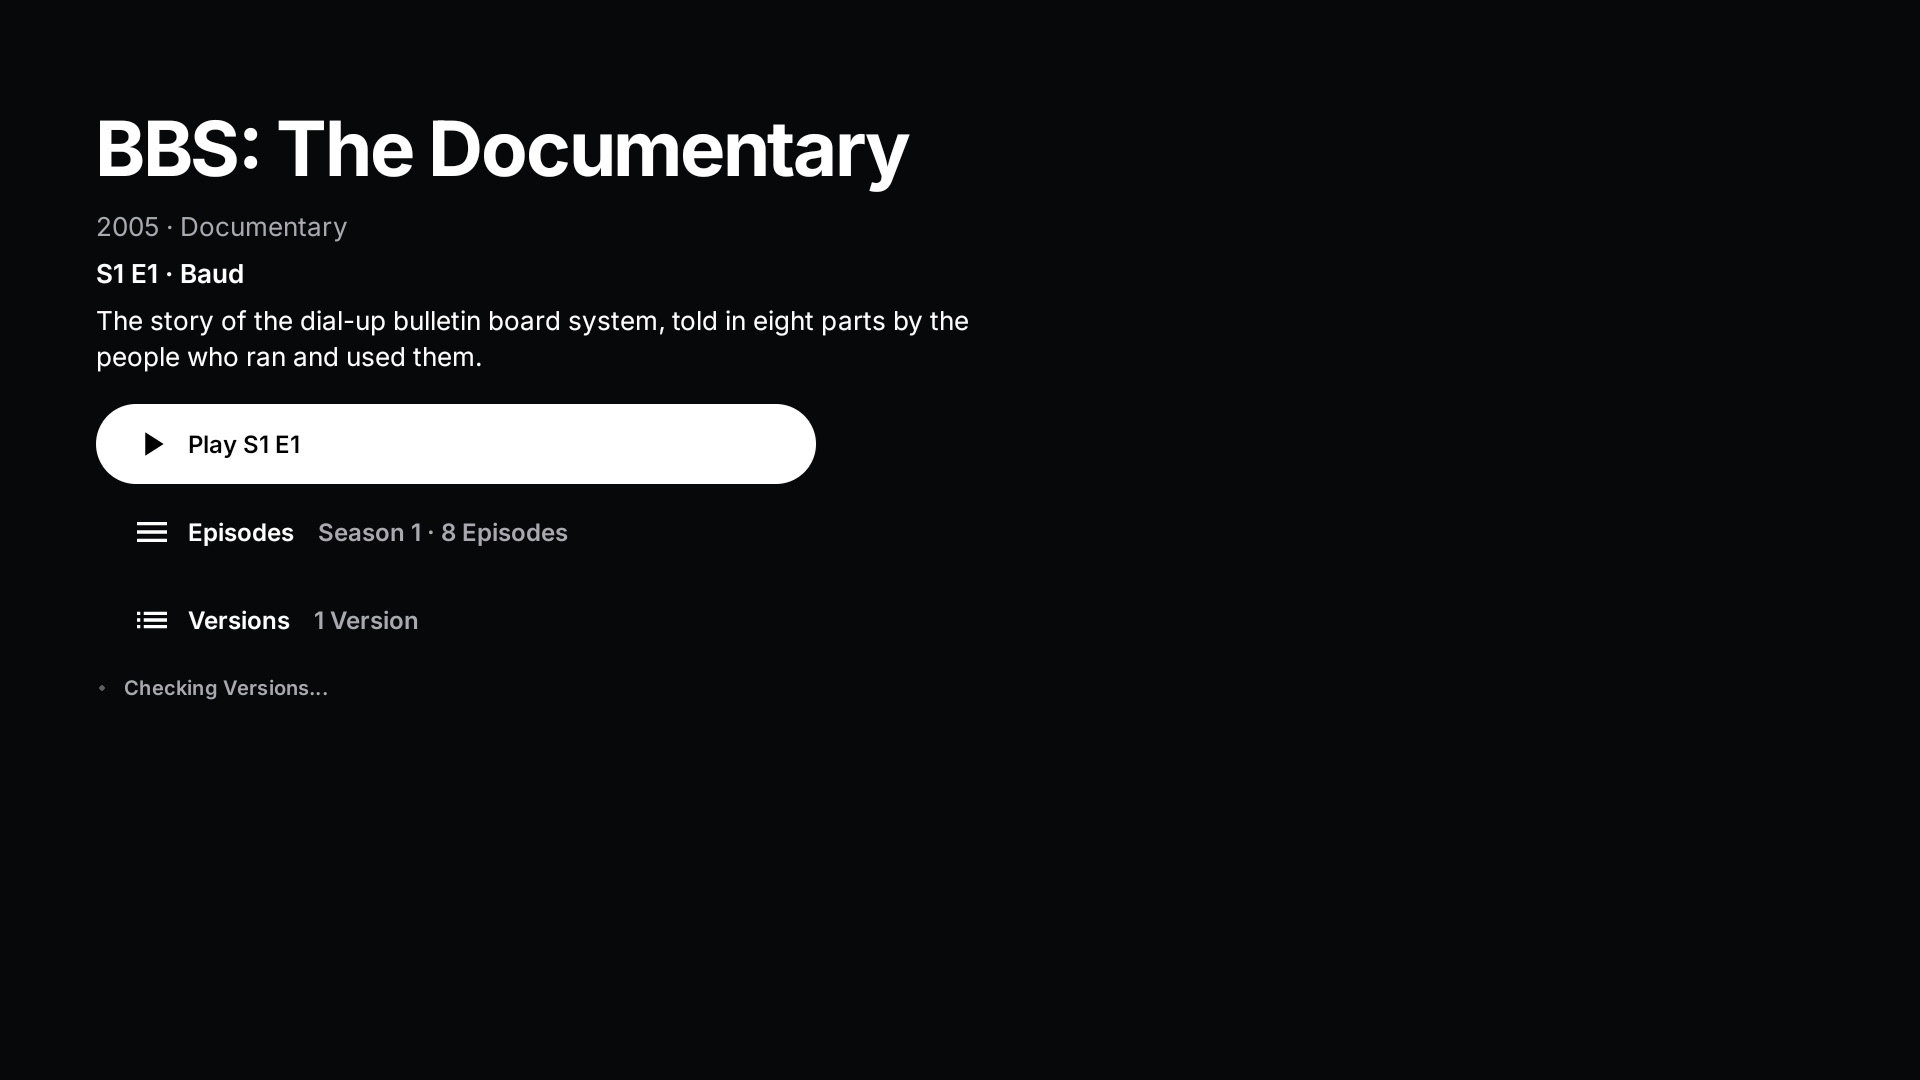 BBS: The Documentary
2005 · Documentary
S1 E1 · Baud
The story of the dial-up bulletin board system, told in eight parts by the
people who ran and used them.
Play S1 E1
Episodes Season 1 · 8 Episodes
Versions 1 Version
Checking Versions...